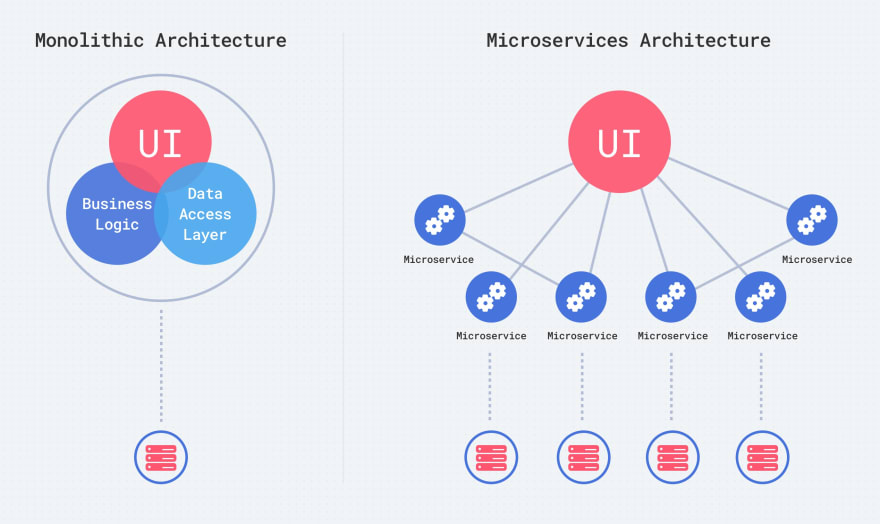 Monolithic Architecture
UI
Business
Logic
Data
Access
Layer
Microservices Architecture
UI
Microservice
Microservice
Microservice
Microservice
Microservice
Microservice